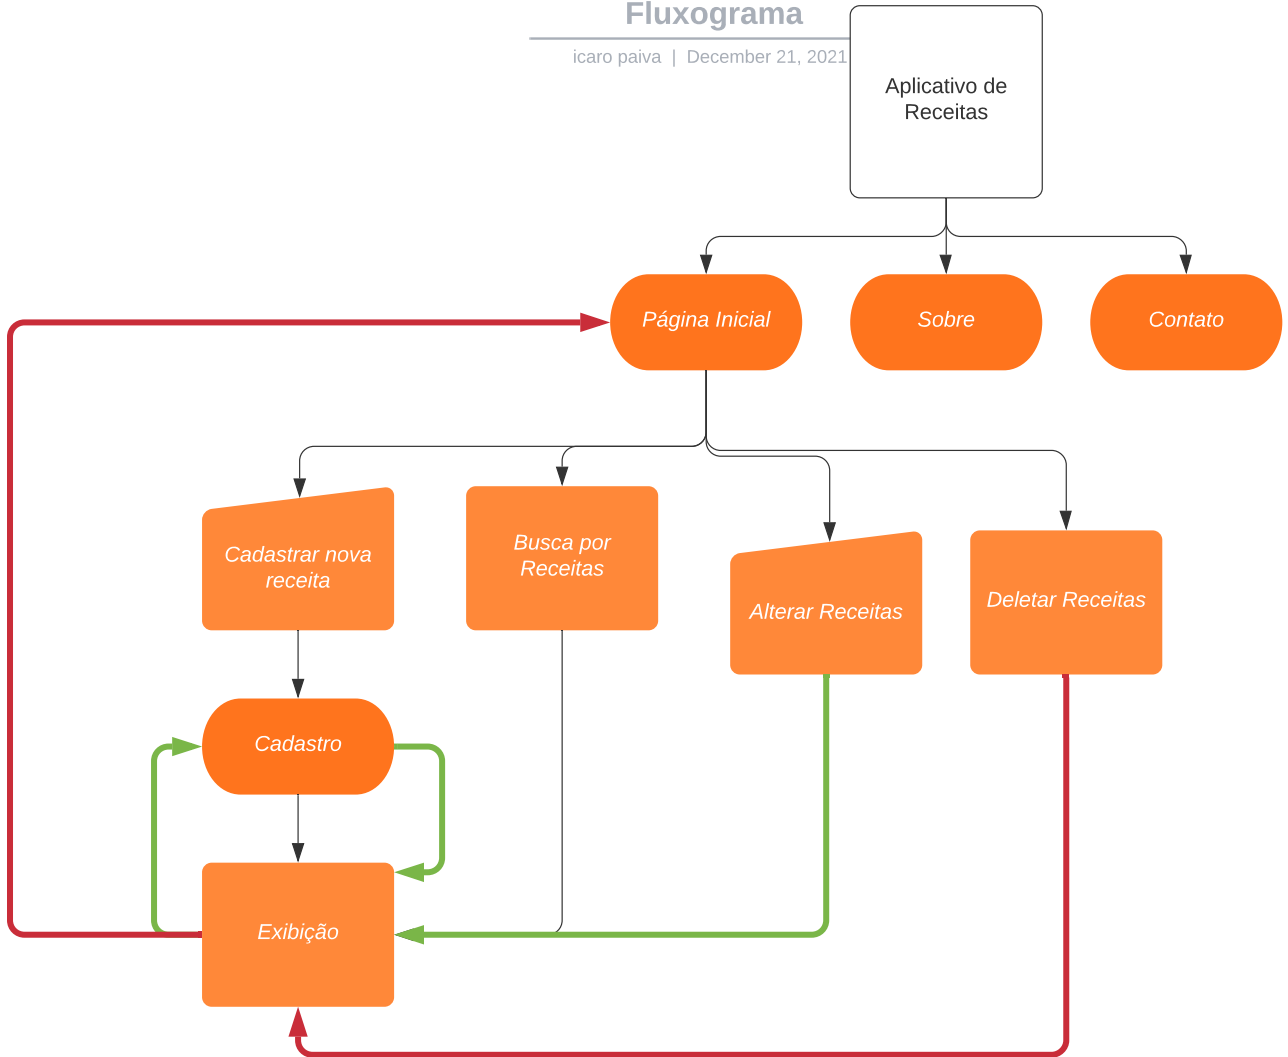 Fluxograma
icaro paiva | December 21, 2021
Aplicativo de
Receitas
Página Inicial
Sobre
Contato
Cadastrar nova
receita
Busca por
Receitas
Alterar Receitas
Deletar Receitas
Cadastro
Exibição